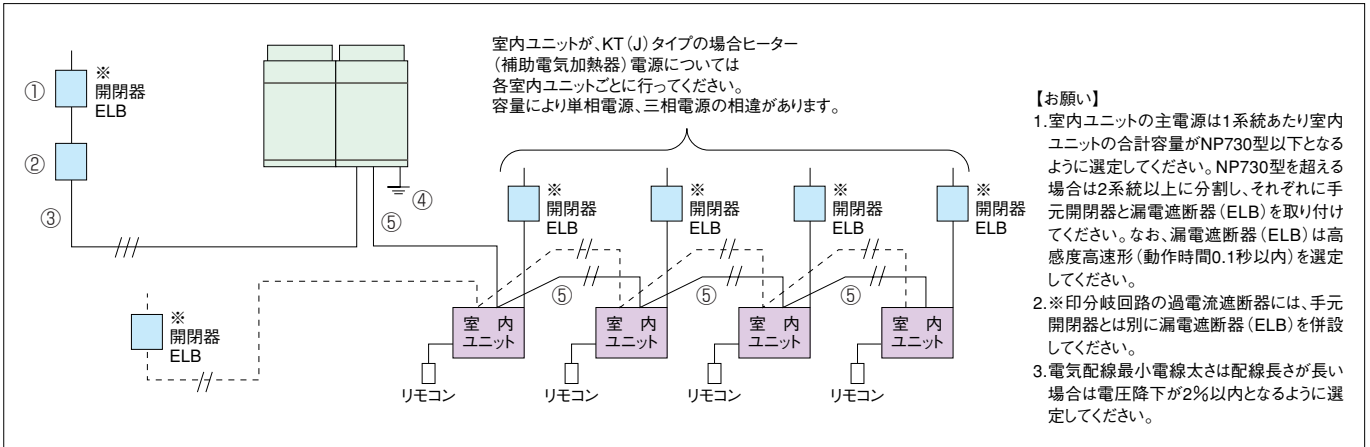 ①
※
開閉器
ELB
②
③
④
⑤
室内ユニットが、KT(J)タイプの場合ヒーター
(補助電気加熱器)電源については
各室内ユニットごとに行ってください。
容量により単相電源、三相電源の相違があります。
※
開閉器
ELB
※
開閉器
ELB
※
開閉器
ELB
※
開閉器
ELB
⑤
⑤
⑤
※
開閉器
ELB
室 内
ユニット
室 内
ユニット
室 内
ユニット
室 内
ユニット
リモコン
リモコン
リモコン
リモコン
【お願い】
1.室内ユニットの主電源は1系統あたり室内
ユニットの合計容量がNP730型以下となる
ように選定してください。NP730型を超える
場合は2系統以上に分割し、それぞれに手
元開閉器と漏電遮断器(ELB)を取り付け
てください。なお、漏電遮断器(ELB)は高
感度高速形(動作時間0.1秒以内)を選定
してください。
2.※印分岐回路の過電流遮断器には、手元
開閉器とは別に漏電遮断器(ELB)を併設
してください。
3.電気配線最小電線太さは配線長さが長い
場合は電圧降下が2%以内となるように選
定してください。